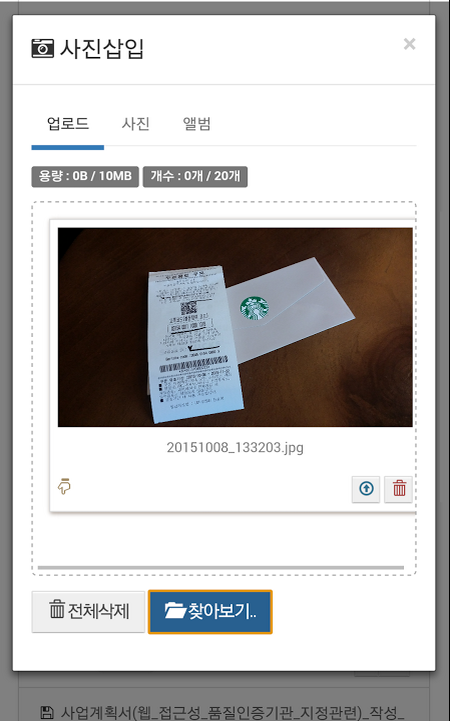 사진삽입
×
업로드 사진 앨범
용량 : 0B / 10MB 개수 : 0개 / 20개
20151008_133203.jpg
전체삭제 찾아보기..
사업계획서(웹_접근성_품질인증기관_지정관련)_작성_